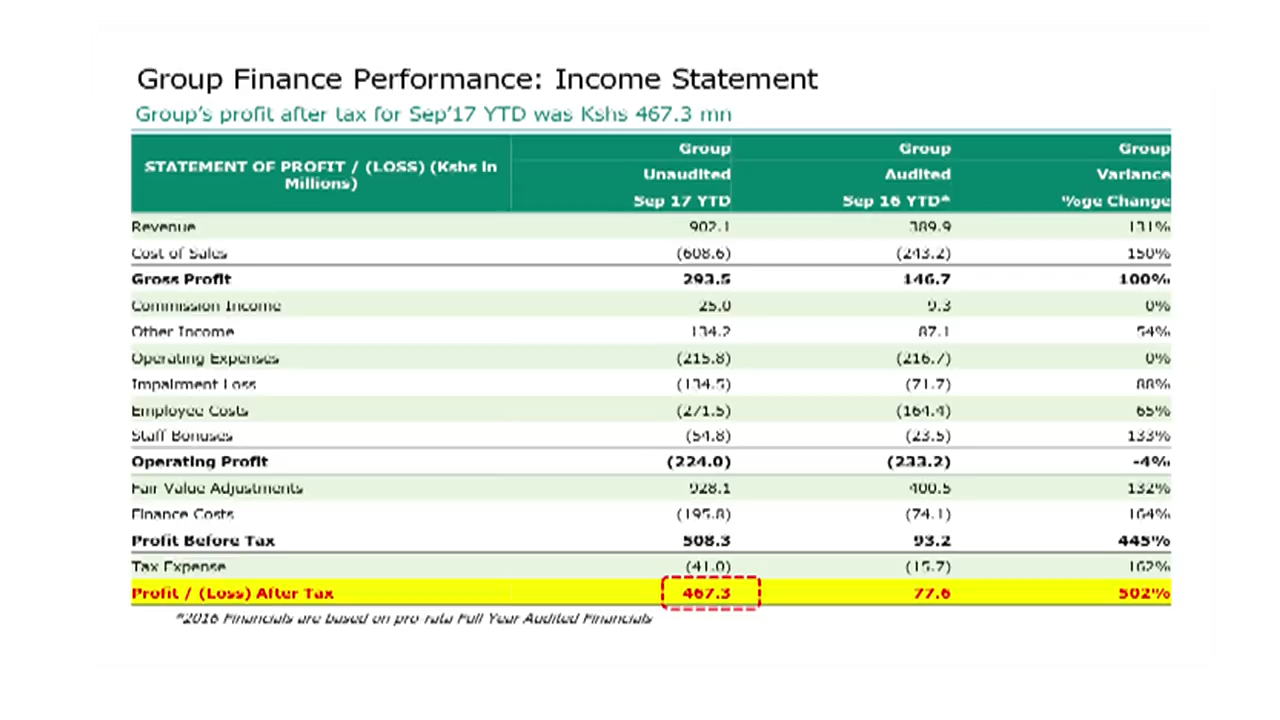 Group Finance Performance: Income Statement
Group's profit after tax for Sep'17 YTD was Kshs 467.3 mn
STATEMENT OF PROFIT / (LOSS) (Kshs in Millions) Group Group Group
Unaudited Audited Variance
Sep 17 YTD Sep 16 YTD* %ge Change
Revenue 902.1 389.9 131%
Cost of Sales (608.6) (243.2) 150%
Gross Profit 293.5 146.7 100%
Commission Income 25.0 9.3 0%
Other Income 134.2 87.1 54%
Operating Expenses (215.8) (216.7) 0%
Impairment Loss (134.5) (71.7) 88%
Employee Costs (271.5) (164.4) 65%
Staff Bonuses (54.8) (23.5) 133%
Operating Profit (224.0) (233.2) -4%
Fair Value Adjustments 928.1 400.5 132%
Finance Costs (195.8) (74.1) 164%
Profit Before Tax 508.3 93.2 445%
Tax Expense (41.0) (15.7) 162%
Profit / (Loss) After Tax 467.3 77.6 502%
*2016 Financials are based on pro rata Full Year Audited Financials